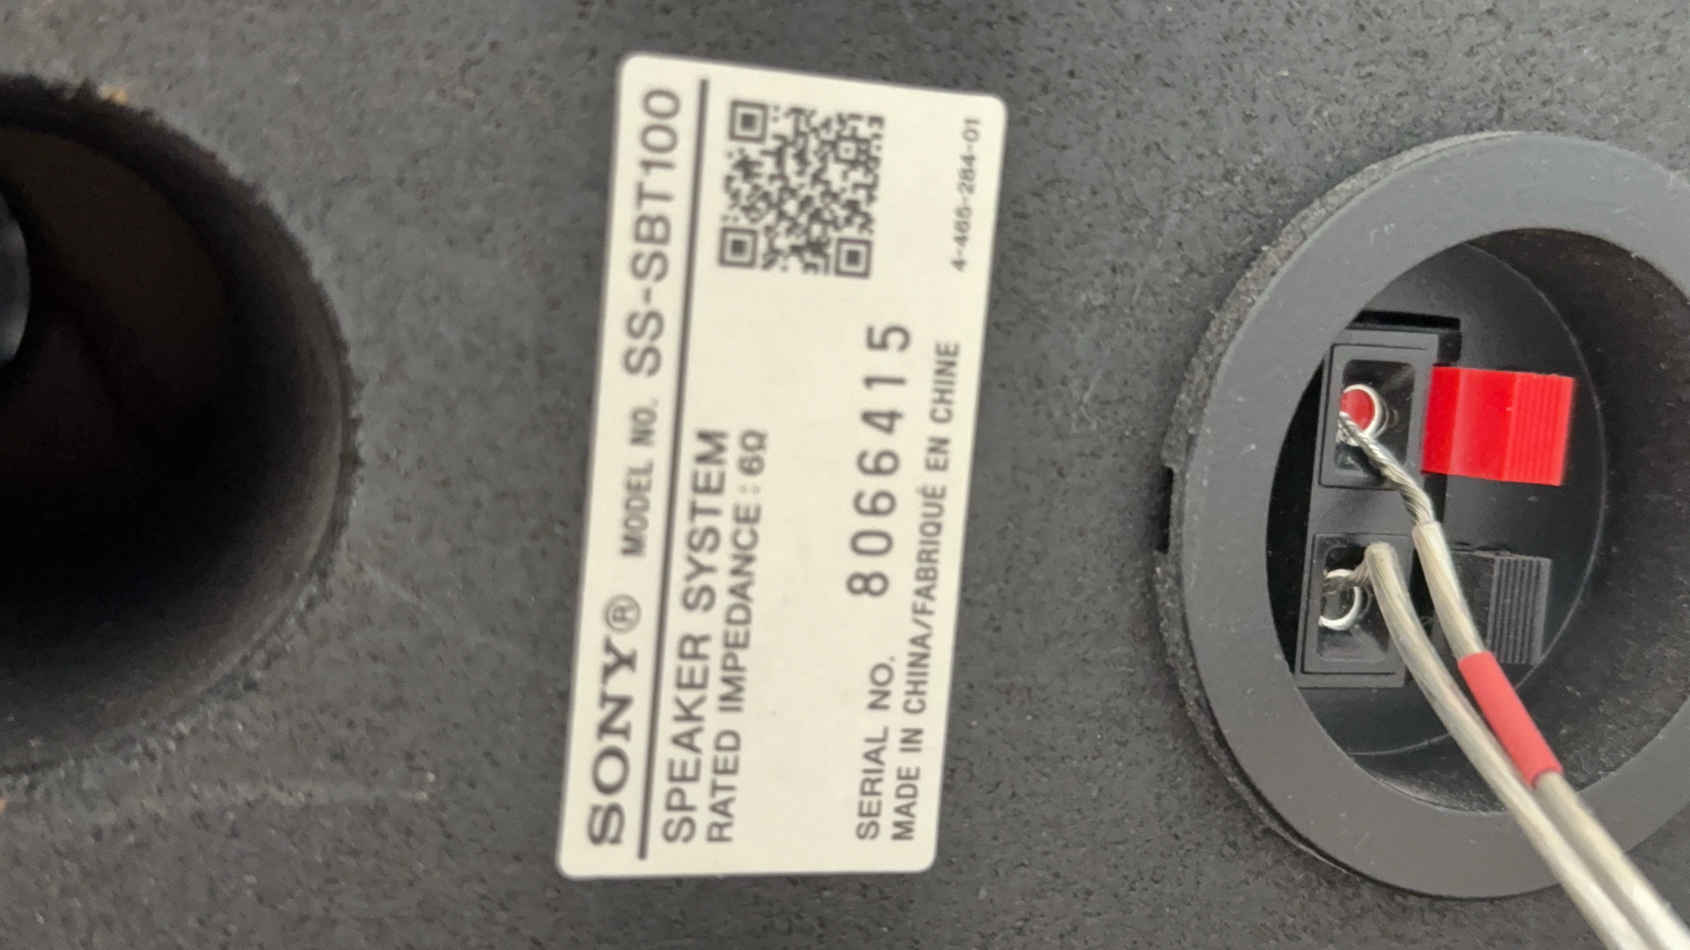 SONY® MODEL NO. SS-SBT100
SPEAKER SYSTEM
RATED IMPEDANCE: 6Ω
SERIAL NO. 8066415
MADE IN CHINA/FABRIQUÉ EN CHINE
4-466-284-01